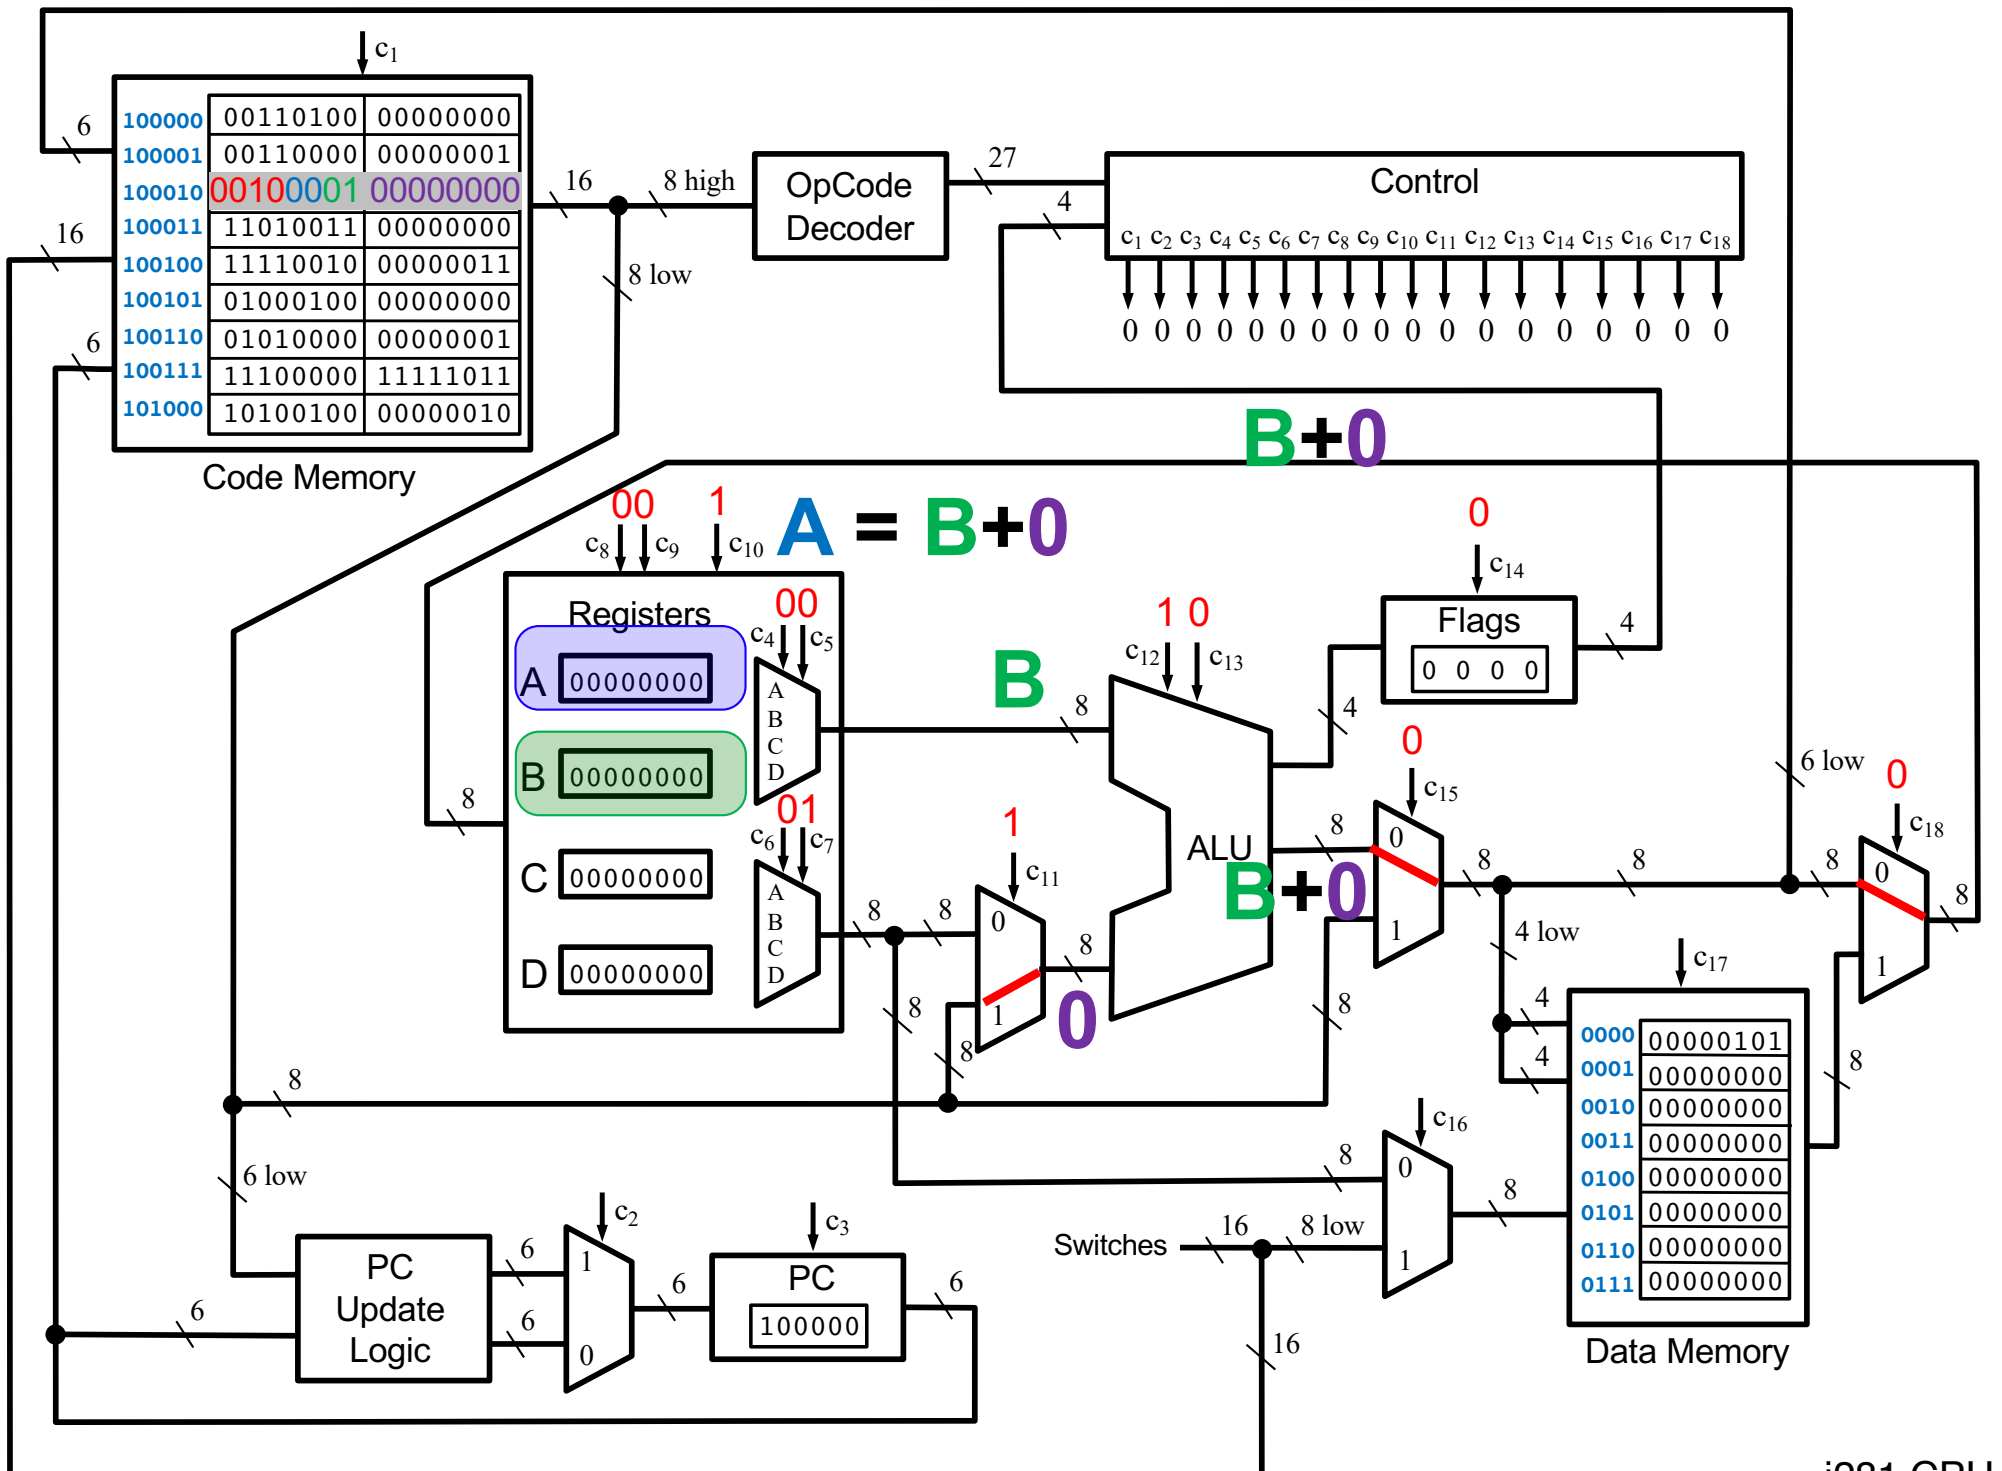 c1
100000 00110100 00000000
100001 00110000 00000001
100010 00100001 00000000
100011 11010011 00000000
100100 11110010 00000011
100101 01000100 00000000
100110 01010000 00000001
100111 11100000 11111011
101000 10100100 00000010
Code Memory
6
16
6
16
8 high
8 low
OpCode
Decoder
27
4
Control
c1 c2 c3 c4 c5 c6 c7 c8 c9 c10 c11 c12 c13 c14 c15 c16 c17 c18
0 0 0 0 0 0 0 0 0 0 0 0 0 0 0 0 0 0
B+0
00 1
c8 c9 c10
A = B+0
Registers
00
c4 c5
A 00000000
A
B
C
D
B 00000000
01
c6 c7
C 00000000
A
B
C
D
D 00000000
8
B
8
1 0
c12 c13
ALU
B+0
0
c14
Flags
0 0 0 0
4
4
1
c11
0
1
8
8
8
0
8
8
8
0
c15
0
1
8
8
8
8
6 low
8
0
c18
0
1
8
4 low
4
4
c17
0000 00000101
0001 00000000
0010 00000000
0011 00000000
0100 00000000
0101 00000000
0110 00000000
0111 00000000
Data Memory
8
8
6 low
PC
Update
Logic
6
6
6
c2
1
0
6
c3
PC
100000
6
Switches
16
8 low
16
c16
0
1
8
8